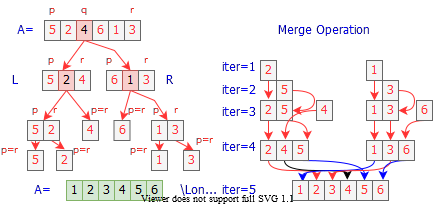 p q r
A= 5 2 4 6 1 3
Merge Operation
p r p r
L 5 2 4 6 1 3 R
p r p=r p=r p r
5 2 4 6 1 3
p=r p=r p=r p=r
5 2 1 3
A= 1 2 3 4 5 6 \Lon...
iter=1 2 1
iter=2 5 3
iter=3 2 5 4 1 3 6
iter=4 2 4 5 1 3 6
iter=5 1 2 3 4 5 6
Viewer does not support full SVG 1.1